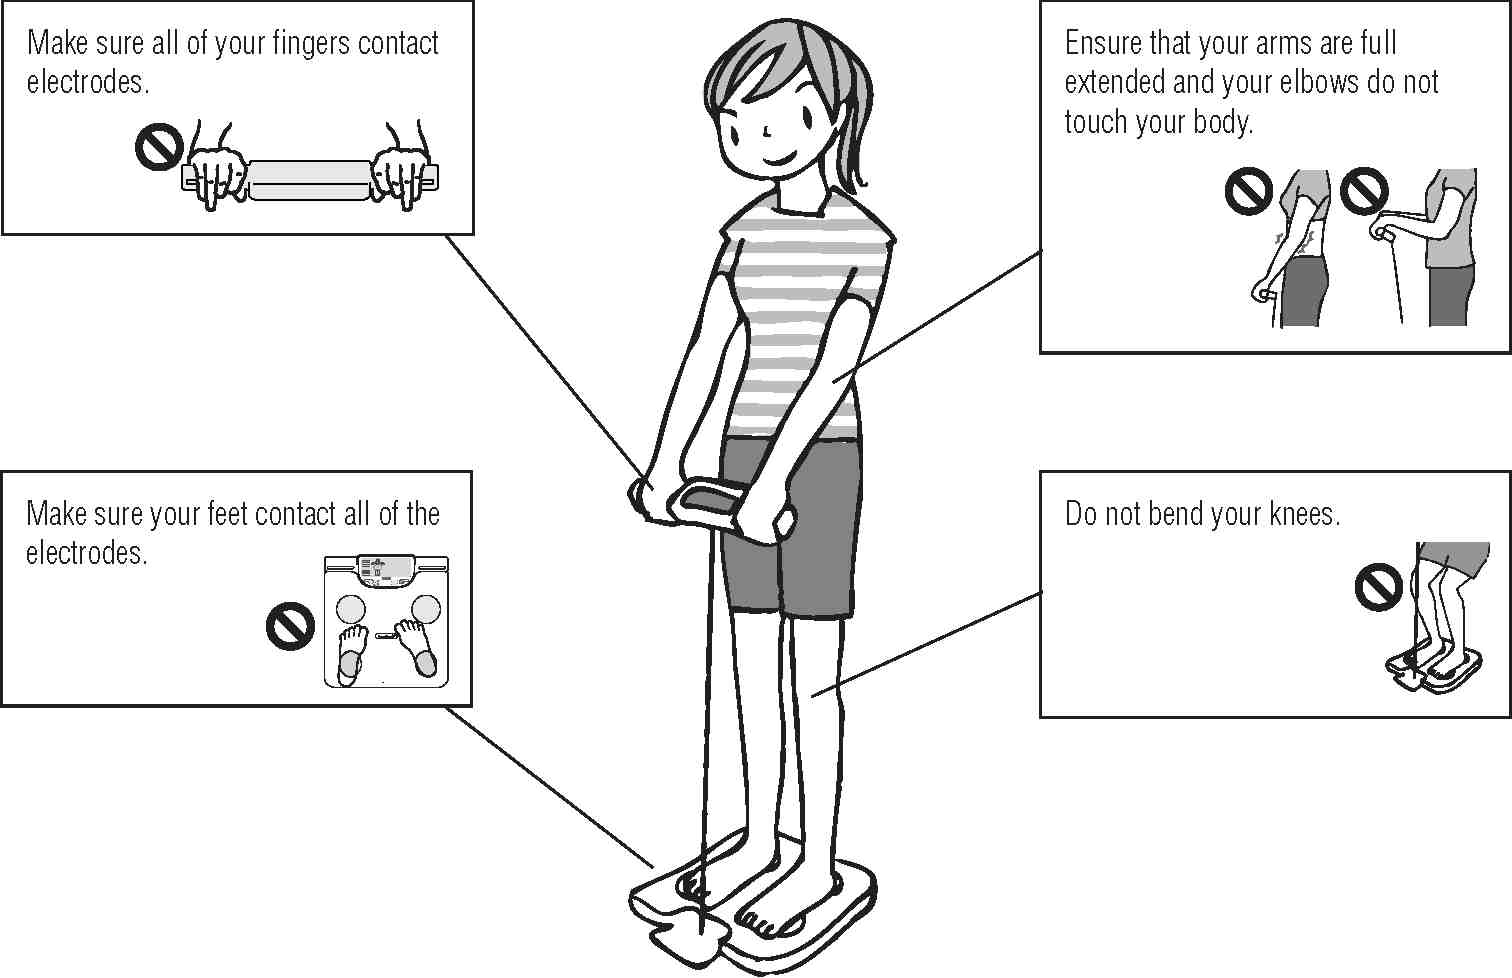 Make sure all of your fingers contact
electrodes.
Ensure that your arms are full
extended and your elbows do not
touch your body.
Make sure your feet contact all of the
electrodes.
Do not bend your knees.